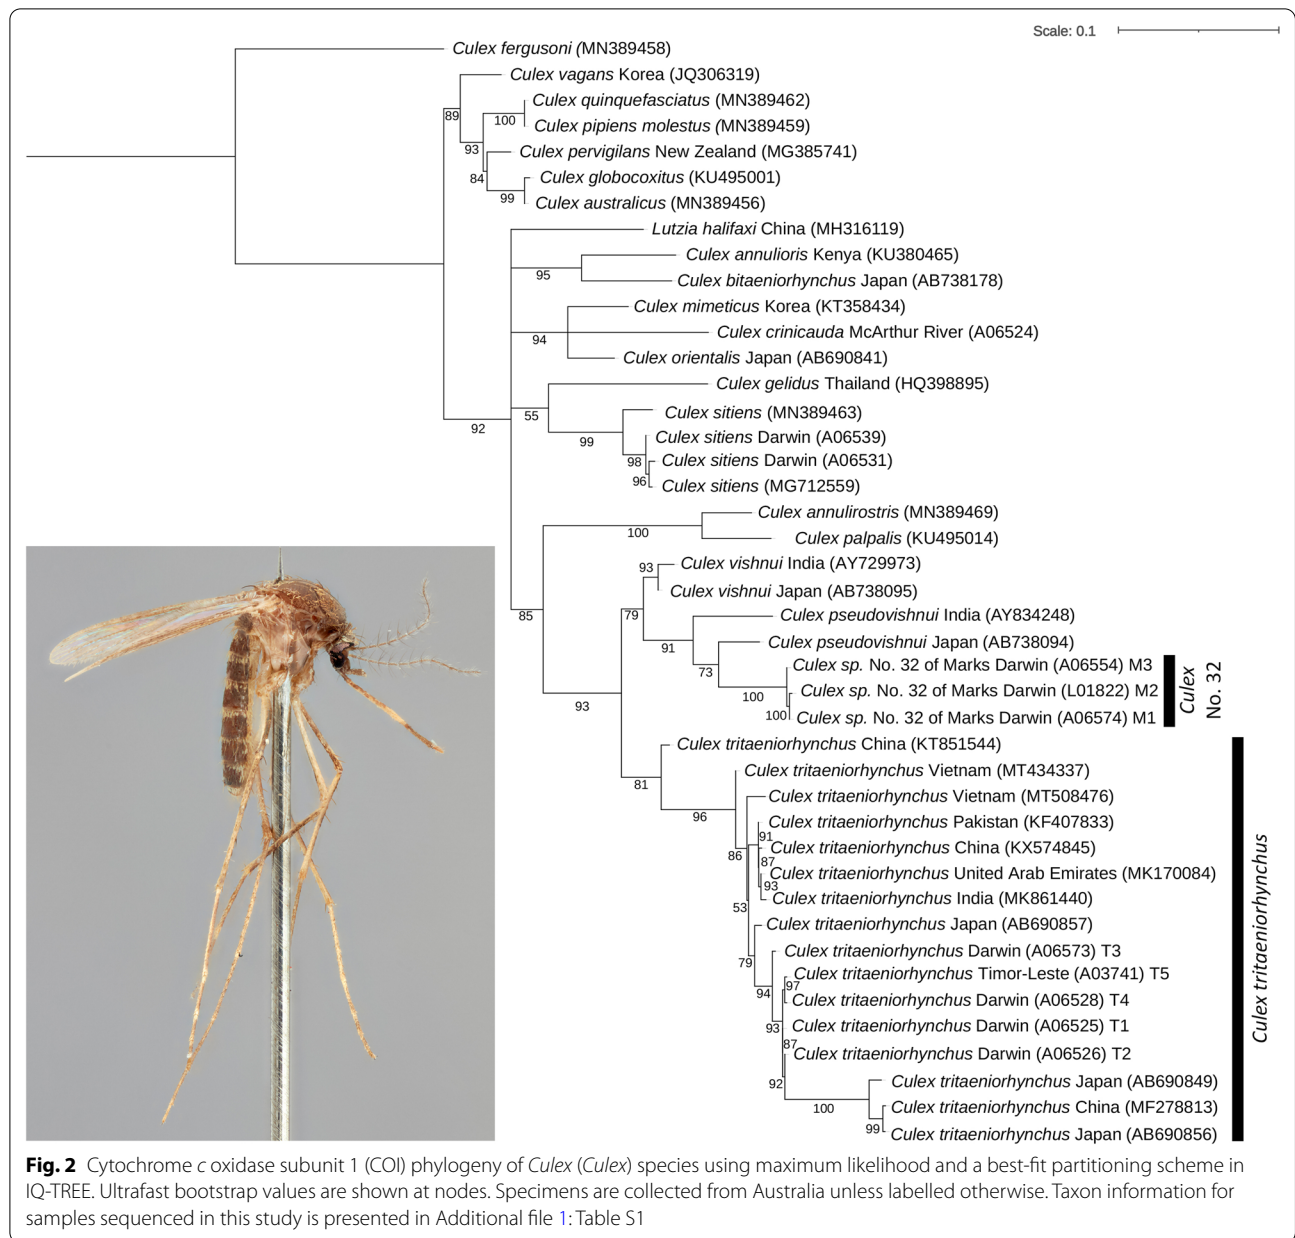 Scale: 0.1
Culex fergusoni (MN389458)
Culex vagans Korea (JQ306319)
Culex quinquefasciatus (MN389462)
89
100
Culex pipiens molestus (MN389459)
93
Culex pervigilans New Zealand (MG385741)
84
Culex globocoxitus (KU495001)
99
Culex australicus (MN389456)
Lutzia halifaxi China (MH316119)
Culex annulioris Kenya (KU380465)
95
Culex bitaeniorhynchus Japan (AB738178)
Culex mimeticus Korea (KT358434)
Culex crinicauda McArthur River (A06524)
94
Culex orientalis Japan (AB690841)
Culex gelidus Thailand (HQ398895)
55
Culex sitiens (MN389463)
92
99
Culex sitiens Darwin (A06539)
98
Culex sitiens Darwin (A06531)
96
Culex sitiens (MG712559)
Culex annulirostris (MN389469)
100
Culex palpalis (KU495014)
93
Culex vishnui India (AY729973)
Culex vishnui Japan (AB738095)
85
79
Culex pseudovishnui India (AY834248)
91
Culex pseudovishnui Japan (AB738094)
73
Culex sp. No. 32 of Marks Darwin (A06554) M3
100
Culex sp. No. 32 of Marks Darwin (L01822) M2
93
100
Culex sp. No. 32 of Marks Darwin (A06574) M1
Culex
No. 32
Culex tritaeniorhynchus China (KT851544)
81
Culex tritaeniorhynchus Vietnam (MT434337)
Culex tritaeniorhynchus Vietnam (MT508476)
96
Culex tritaeniorhynchus Pakistan (KF407833)
91
86
Culex tritaeniorhynchus China (KX574845)
87
Culex tritaeniorhynchus United Arab Emirates (MK170084)
93
Culex tritaeniorhynchus India (MK861440)
53
Culex tritaeniorhynchus Japan (AB690857)
79
Culex tritaeniorhynchus Darwin (A06573) T3
Culex tritaeniorhynchus Timor-Leste (A03741) T5
97
94
Culex tritaeniorhynchus Darwin (A06528) T4
93
Culex tritaeniorhynchus Darwin (A06525) T1
87
Culex tritaeniorhynchus Darwin (A06526) T2
92
Culex tritaeniorhynchus Japan (AB690849)
100
Culex tritaeniorhynchus China (MF278813)
99
Culex tritaeniorhynchus Japan (AB690856)
Culex tritaeniorhynchus
Fig. 2 Cytochrome c oxidase subunit 1 (COI) phylogeny of Culex (Culex) species using maximum likelihood and a best-fit partitioning scheme in
IQ-TREE. Ultrafast bootstrap values are shown at nodes. Specimens are collected from Australia unless labelled otherwise. Taxon information for
samples sequenced in this study is presented in Additional file 1: Table S1